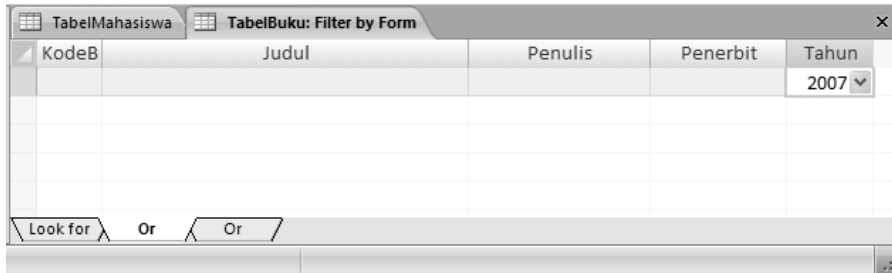 TabelMahasiswa TabelBuku: Filter by Form
KodeB Judul Penulis Penerbit Tahun
2007
Look for Or Or